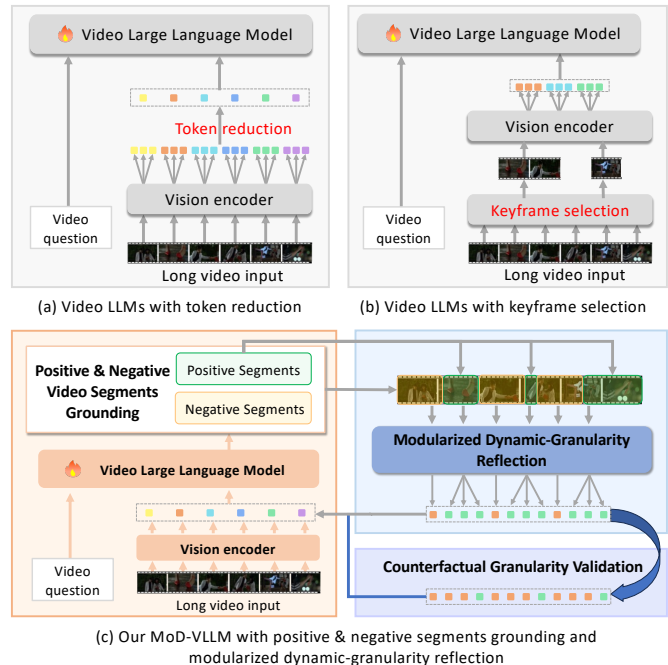 Video Large Language Model
Token reduction
Vision encoder
Video
question
Long video input
(a) Video LLMs with token reduction
Video Large Language Model
Vision encoder
Keyframe selection
Video
question
Long video input
(b) Video LLMs with keyframe selection
Positive & Negative
Video Segments
Grounding
Positive Segments
Negative Segments
Video Large Language Model
Vision encoder
Video
question
Long video input
Modularized Dynamic-Granularity
Reflection
Counterfactual Granularity Validation
(c) Our MoD-VLLM with positive & negative segments grounding and
modularized dynamic-granularity reflection